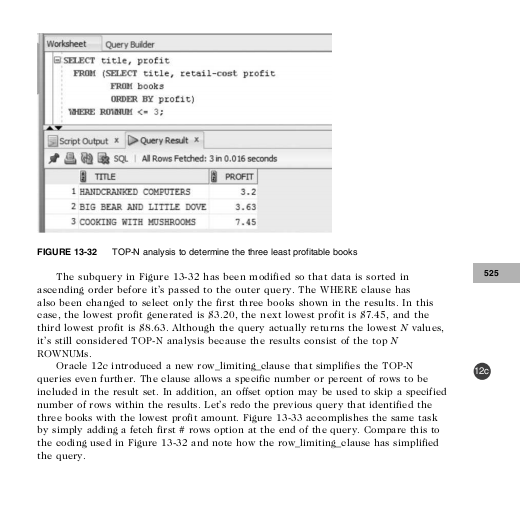 Worksheet Query Builder
SELECT title, profit
FROM (SELECT title, retail-cost profit
FROM books
ORDER BY profit)
WHERE ROWNUM <= 3;
Script Output x Query Result x
SQL | All Rows Fetched: 3 in 0.016 seconds
TITLE PROFIT
1 HANDCRANKED COMPUTERS 3.2
2 BIG BEAR AND LITTLE DOVE 3.63
3 COOKING WITH MUSHROOMS 7.45
FIGURE 13-32 TOP-N analysis to determine the three least profitable books
525
The subquery in Figure 13-32 has been modified so that data is sorted in
ascending order before it's passed to the outer query. The WHERE clause has
also been changed to select only the first three books shown in the results. In this
case, the lowest profit generated is $3.20, the next lowest profit is $7.45, and the
third lowest profit is $8.63. Although the query actually returns the lowest N values,
it's still considered TOP-N analysis because the results consist of the top N
ROWNUMs.
Oracle 12c introduced a new row_limiting_clause that simplifies the TOP-N
12c
queries even further. The clause allows a specific number or percent of rows to be
included in the result set. In addition, an offset option may be used to skip a specified
number of rows within the results. Let's redo the previous query that identified the
three books with the lowest profit amount. Figure 13-33 accomplishes the same task
by simply adding a fetch first # rows option at the end of the query. Compare this to
the coding used in Figure 13-32 and note how the row_limiting_clause has simplified
the query.